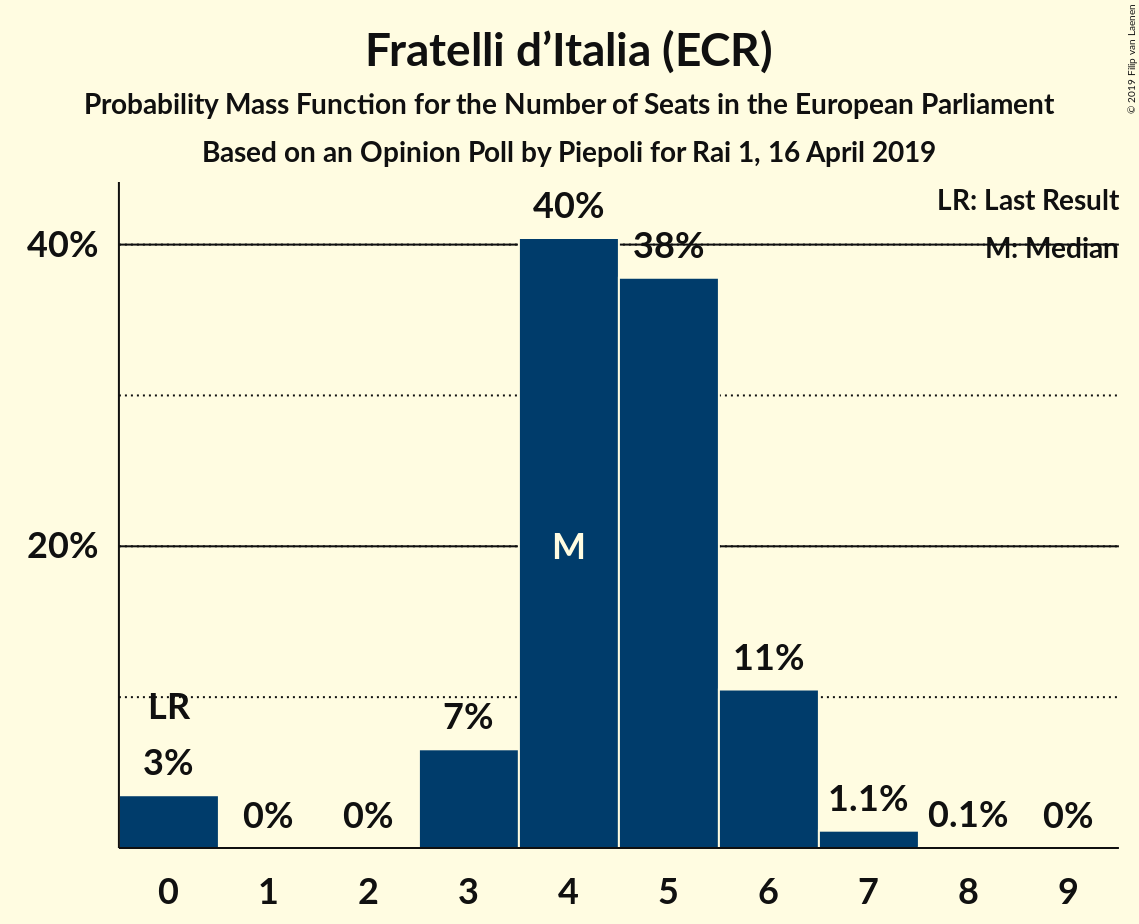 Fratelli d’Italia (ECR)
Probability Mass Function for the Number of Seats in the European Parliament
Based on an Opinion Poll by Piepoli for Rai 1, 16 April 2019
© 2019 Filip van Laenen
LR: Last Result
M: Median
40%
20%
LR
3%
0%
0%
7%
40%
M
38%
11%
1.1%
0.1%
0%
0 1 2 3 4 5 6 7 8 9